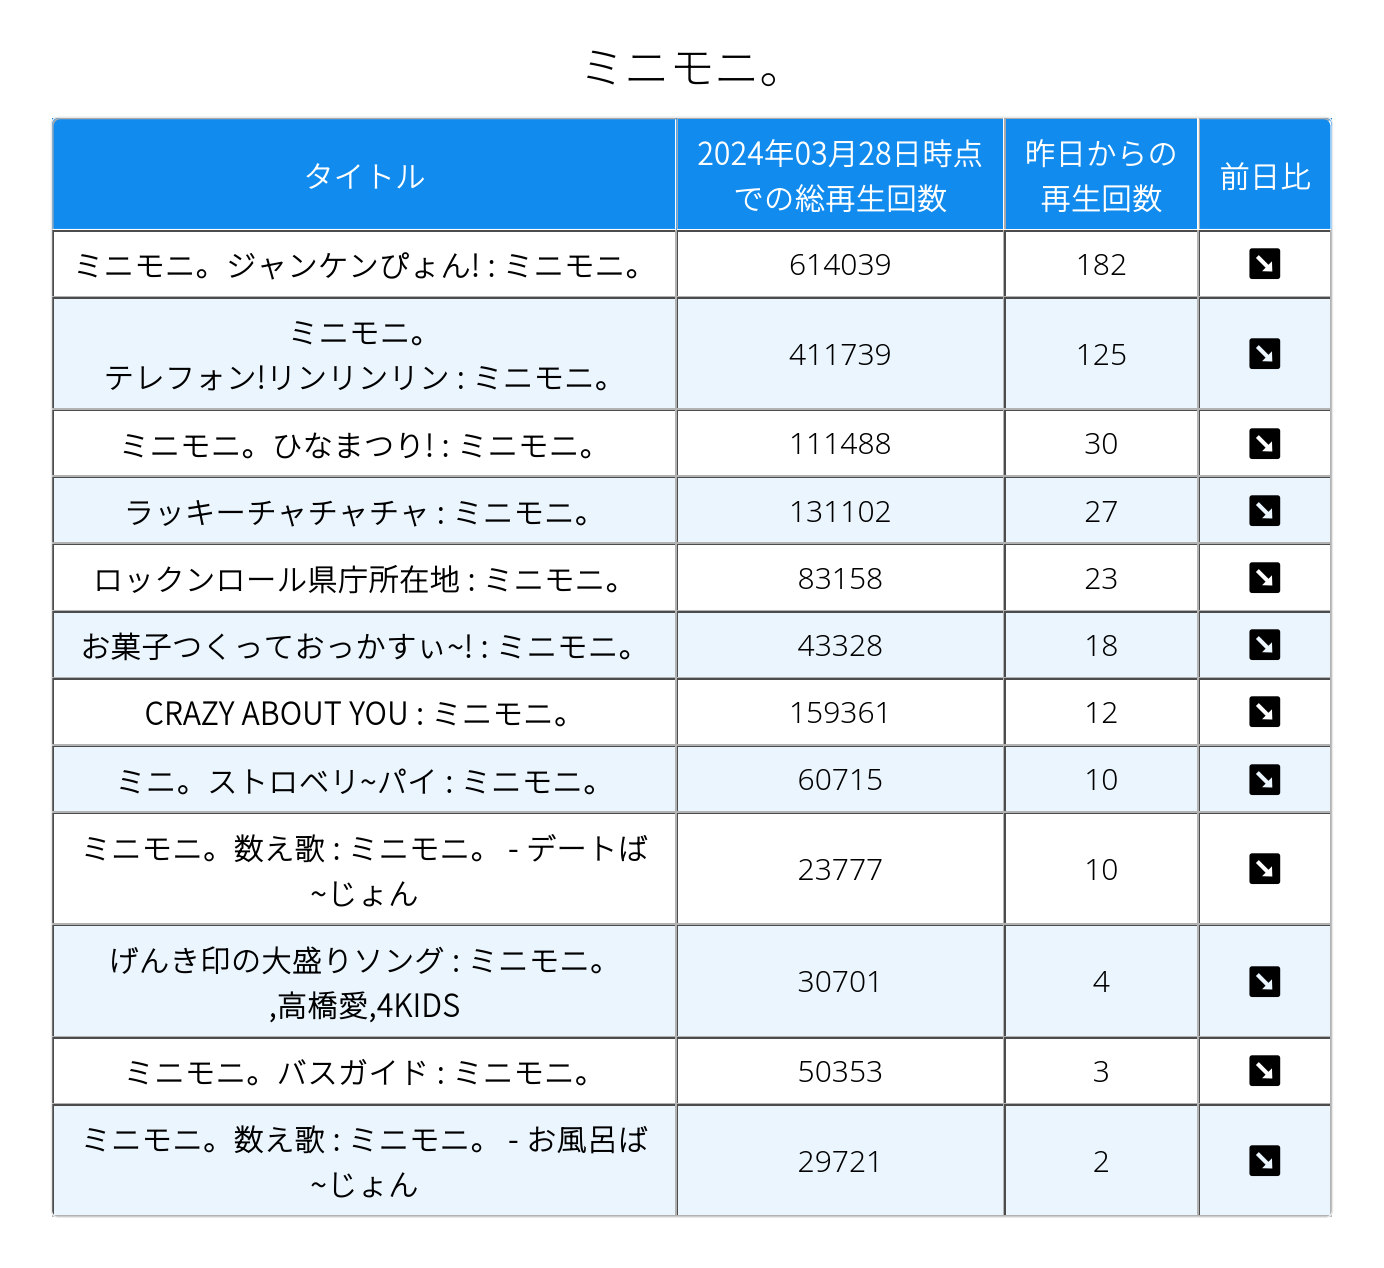 ミニモニ。
タイトル
2024年03月28日時点
での総再生回数
昨日からの
再生回数
前日比
ミニモニ。ジャンケンぴょん! : ミニモニ。
614039
182
↘
ミニモニ。
テレフォン!リンリンリン : ミニモニ。
411739
125
↘
ミニモニ。ひなまつり! : ミニモニ。
111488
30
↘
ラッキーチャチャチャ : ミニモニ。
131102
27
↘
ロックンロール県庁所在地 : ミニモニ。
83158
23
↘
お菓子つくっておっかすぃ~! : ミニモニ。
43328
18
↘
CRAZY ABOUT YOU : ミニモニ。
159361
12
↘
ミニ。ストロベリ~パイ : ミニモニ。
60715
10
↘
ミニモニ。数え歌 : ミニモニ。 - デートば
~じょん
23777
10
↘
げんき印の大盛りソング : ミニモニ。
,高橋愛,4KIDS
30701
4
↘
ミニモニ。バスガイド : ミニモニ。
50353
3
↘
ミニモニ。数え歌 : ミニモニ。 - お風呂ば
~じょん
29721
2
↘